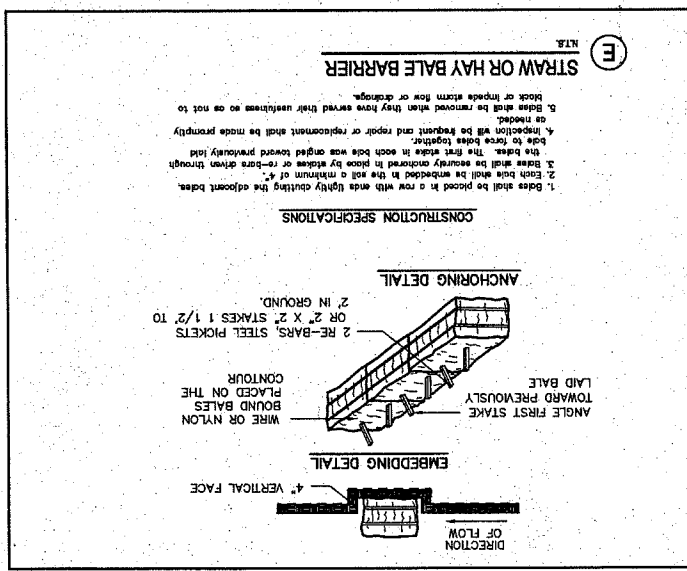 DIRECTION
OF FLOW
4" VERTICAL FACE
EMBEDDING DETAIL
ANGLE FIRST STAKE
TOWARD PREVIOUSLY
LAID BALE
WIRE OR NYLON
BOUND BALES
PLACED ON THE
CONTOUR
2 RE-BARS, STEEL PICKETS
OR 2" X 2" STAKES 1 1/2' TO
2' IN GROUND.
ANCHORING DETAIL
CONSTRUCTION SPECIFICATIONS
1. Bales shall be placed in a row with ends tightly abutting the adjacent bales.
2. Each bale shall be embedded in the soil a minimum of 4".
3. Bales shall be securely anchored in place by stakes or re-bars driven through
the bales. The first stake in each bale was angled toward previously laid
bale to force bales together.
4. Inspection will be frequent and repair or replacement shall be made promptly
as needed.
5. Bales shall be removed when they have served their usefulness so as not to
block or impede storm flow or drainage.
E
STRAW OR HAY BALE BARRIER
N.T.S.